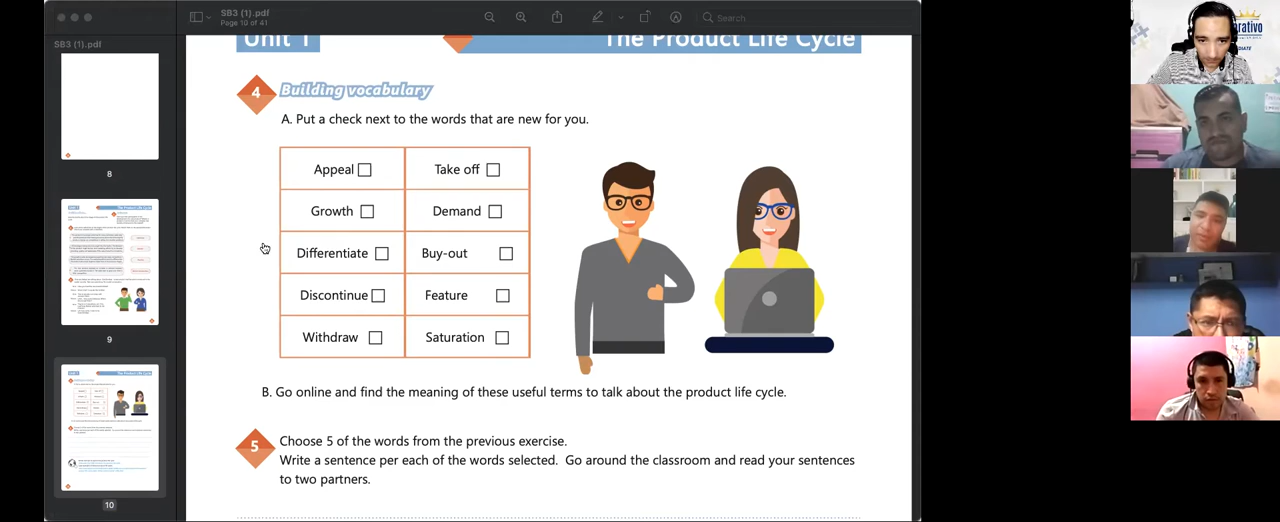 SB3 (1).pdf
Page 10 of 41
Search
SB3 (1).pdf
8
9
10
Unit 1
The Product Life Cycle
4
Building vocabulary
A. Put a check next to the words that are new for you.
Appeal
Take off
Growth
Demand
Differentiate
Buy-out
Discontinue
Feature
Withdraw
Saturation
B. Go online and find the meaning of these useful terms to talk about the product life cycle.
5
Choose 5 of the words from the previous exercise.
Write a sentence per each of the words chosen. Go around the classroom and read your sentences
to two partners.